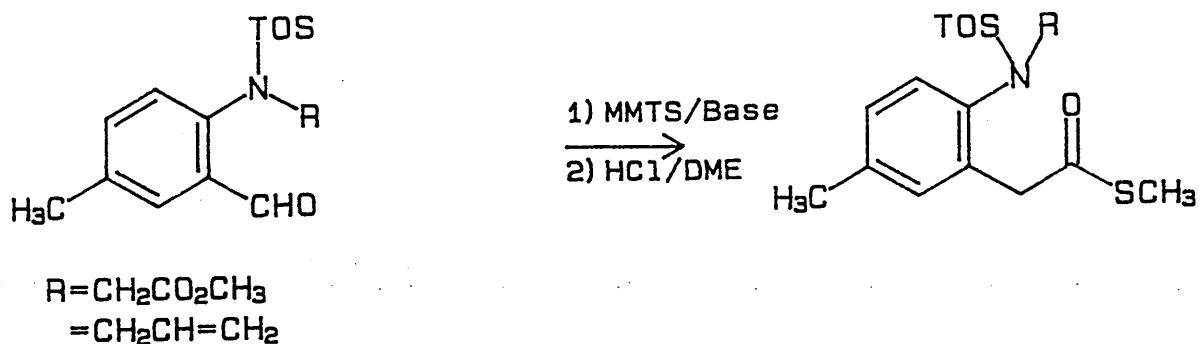 TOS
N
R
H₃C
CHO
1) MMTS/Base
2) HCl/DME
TOS
R
N
O
H₃C
SCH₃
R=CH₂CO₂CH₃
=CH₂CH=CH₂